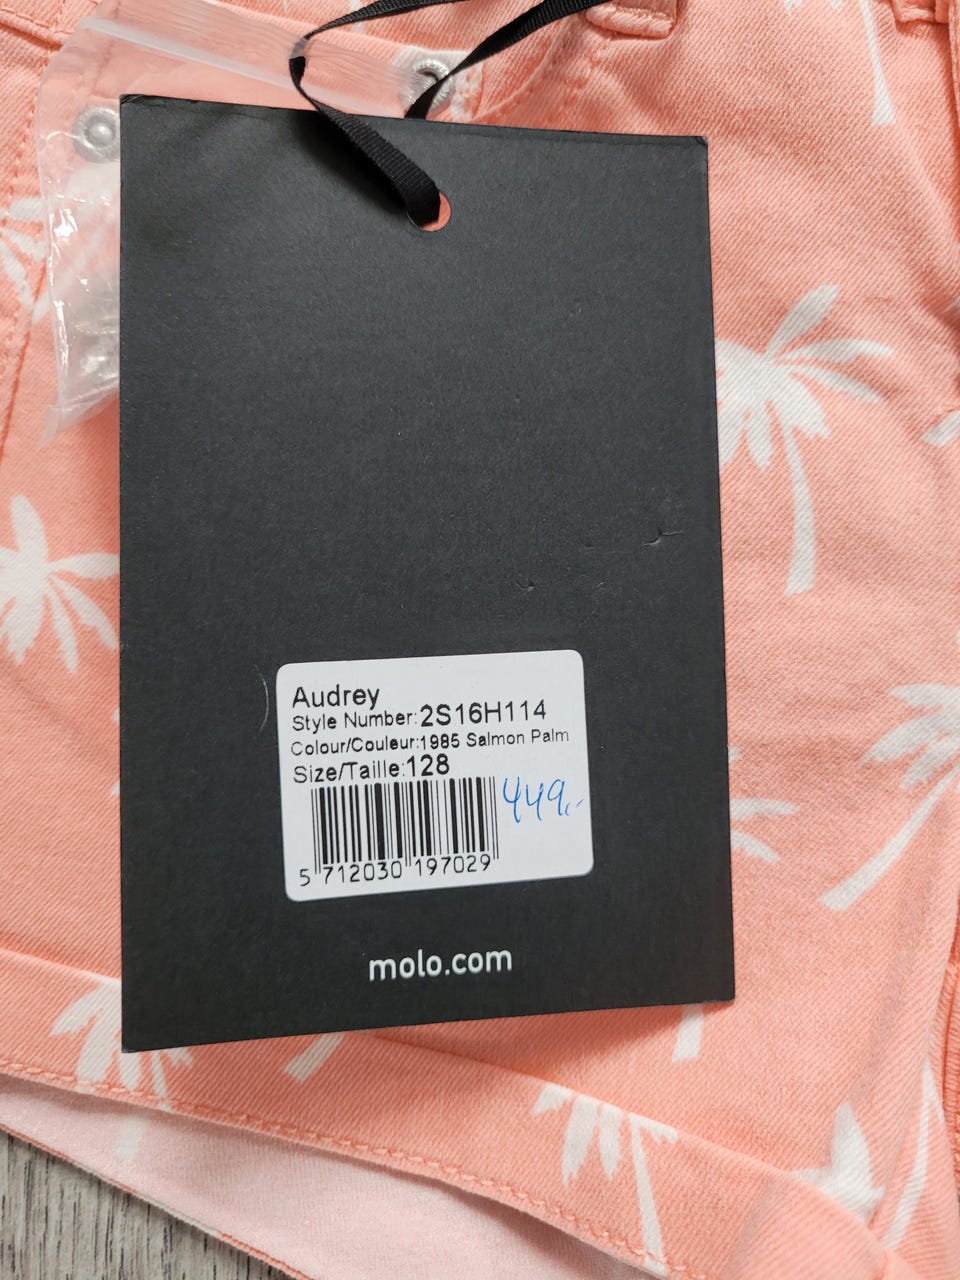 Audrey
Style Number:2S16H114
Colour/Couleur:1985 Salmon Palm
Size/Taille:128
449,-
5 712030 197029
molo.com